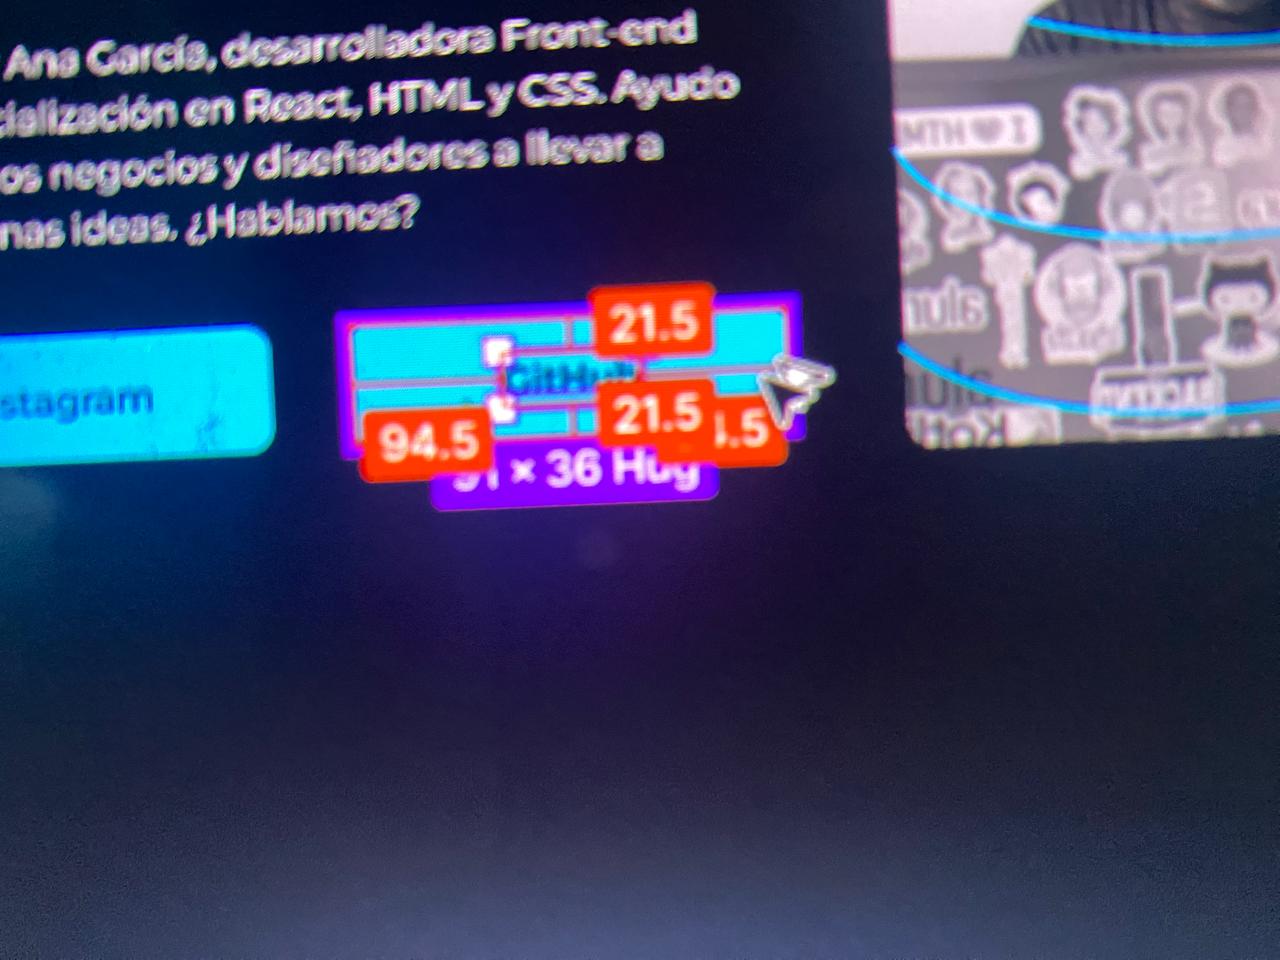 Ana García, desarrolladora Front-end
cialización en React, HTML y CSS. Ayudo
os negocios y diseñadores a llevar a
nas ideas. ¿Hablamos?
stagram
GitHub
21.5
21.5
94.5
× 36 Hug